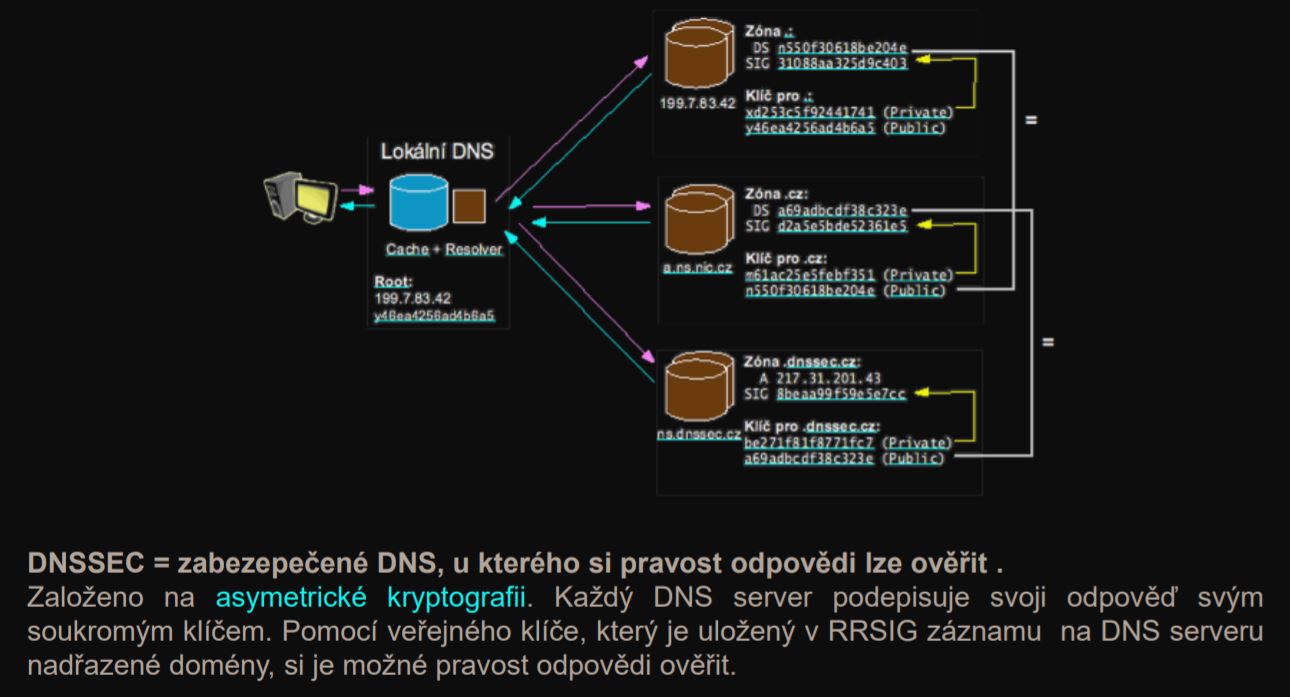 Zóna .:
DS n550f30618be204e
SIG 31088aa325d9c403
199.7.83.42
Klíč pro .:
xd253c5f92441741 (Private)
y46ea4256ad4b6a5 (Public)
=
Lokální DNS
Cache + Resolver
Root:
199.7.83.42
y46ea4256ad4b6a5
Zóna .cz:
DS a69adbcdf38c323e
SIG d2a5e5bde52361e5
a.ns.nic.cz
Klíč pro .cz:
m61ac25e5febf351 (Private)
n550f30618be204e (Public)
=
Zóna .dnssec.cz:
A 217.31.201.43
SIG 8beaa99f59e5e7cc
ns.dnssec.cz
Klíč pro .dnssec.cz:
be271f81f8771fc7 (Private)
a69adbcdf38c323e (Public)
DNSSEC = zabezepečené DNS, u kterého si pravost odpovědi lze ověřit .
Založeno na asymetrické kryptografii. Každý DNS server podepisuje svoji odpověď svým
soukromým klíčem. Pomocí veřejného klíče, který je uložený v RRSIG záznamu na DNS serveru
nadřazené domény, si je možné pravost odpovědi ověřit.